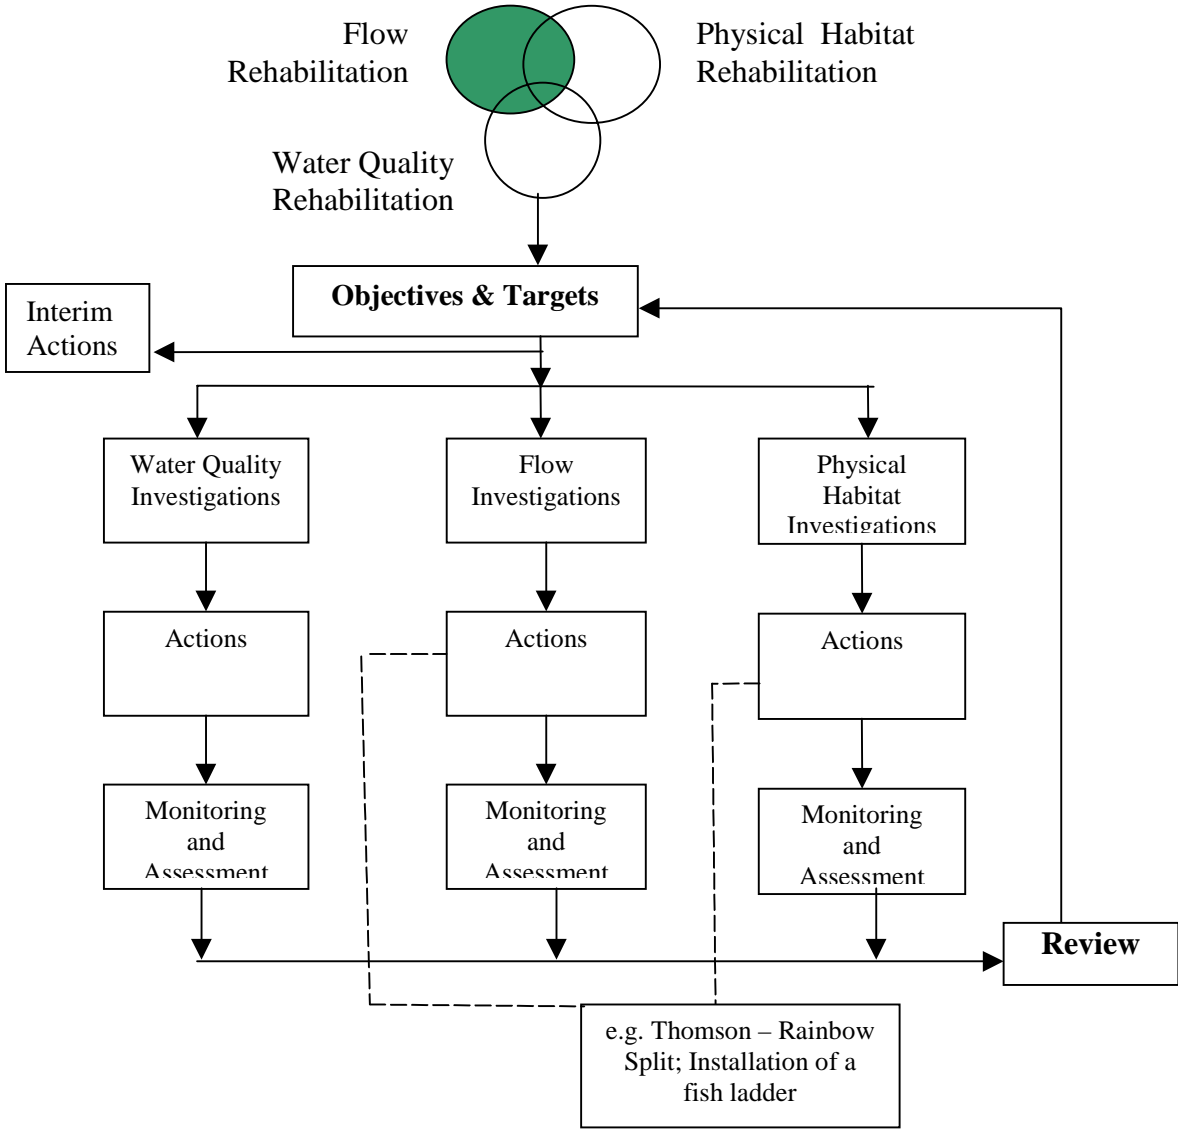 Flow
Rehabilitation
Physical Habitat
Rehabilitation
Water Quality
Rehabilitation
Objectives & Targets
Interim
Actions
Water Quality
Investigations
Flow
Investigations
Physical
Habitat
Investigations
Actions
Actions
Actions
Monitoring
and
Assessment
Monitoring
and
Assessment
Monitoring
and
Assessment
Review
e.g. Thomson – Rainbow
Split; Installation of a
fish ladder